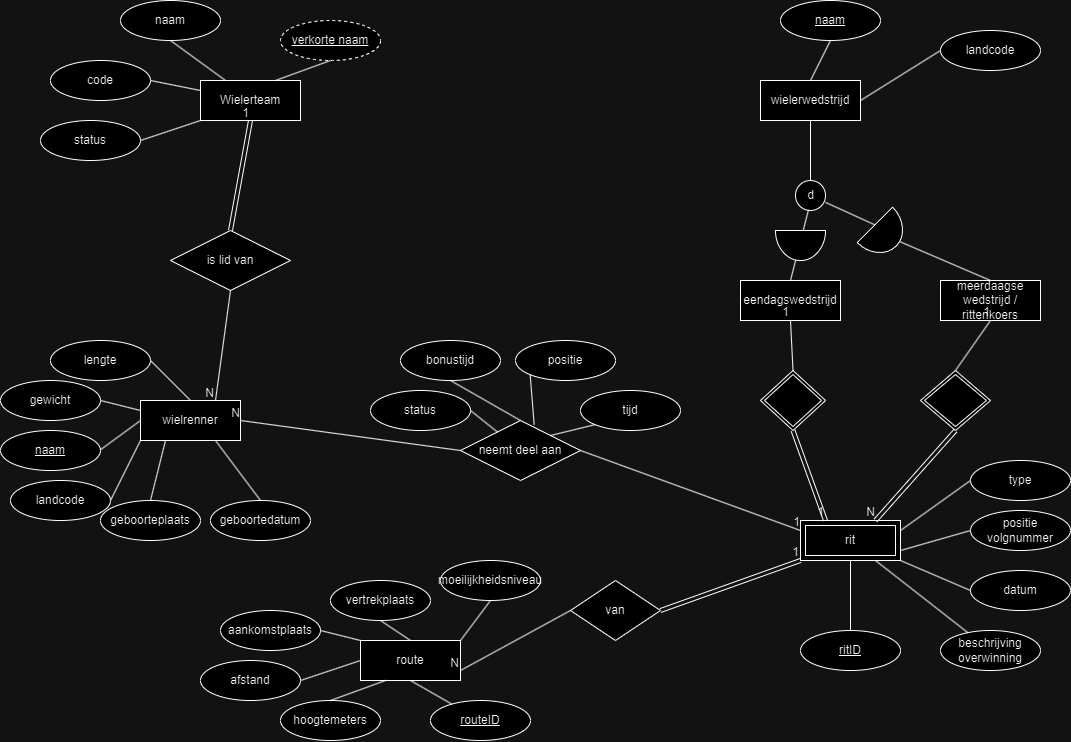 naam
verkorte naam
code
Wielerteam
1
status
is lid van
N
naam
landcode
wielerwedstrijd
d
eendagswedstrijd
1
meerdaagse
wedstrijd /
rittenkoers
1
lengte
gewicht
wielrenner
N
naam
landcode
geboorteplaats
geboortedatum
bonustijd
positie
status
tijd
neemt deel aan
1
1
N
1
rit
type
positie
volgnummer
datum
beschrijving
overwinning
ritID
van
moeilijkheidsniveau
vertrekplaats
aankomstplaats
route
N
afstand
hoogtemeters
routeID